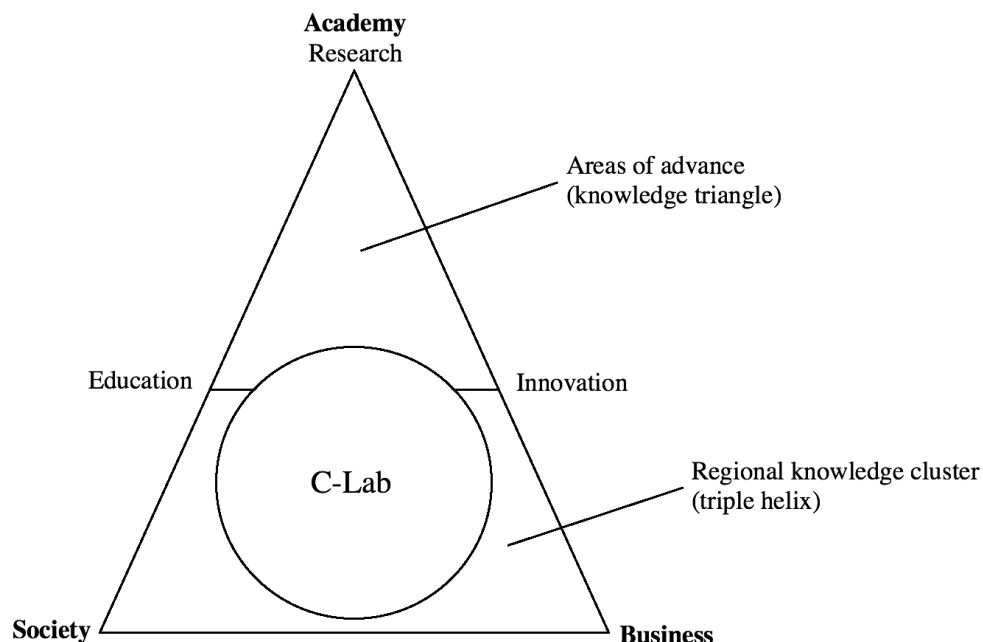 Academy
Research
Areas of advance
(knowledge triangle)
Education
Innovation
C-Lab
Regional knowledge cluster
(triple helix)
Society
Business